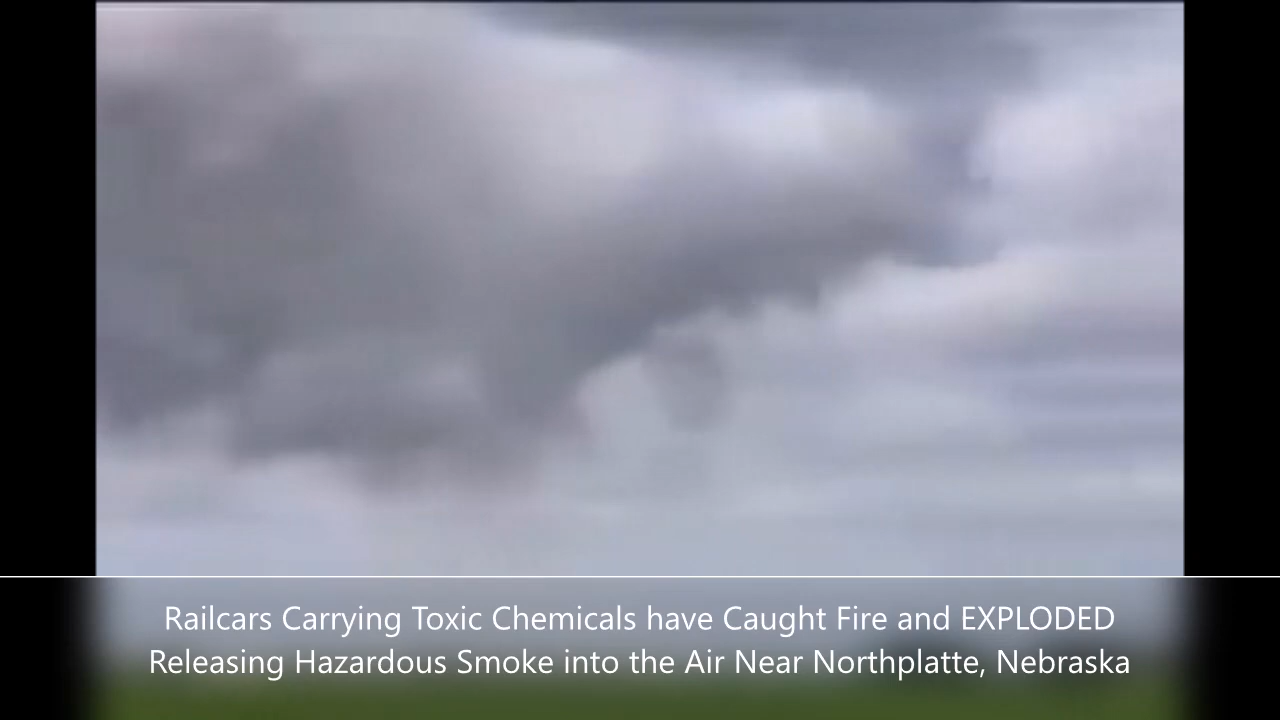 Railcars Carrying Toxic Chemicals have Caught Fire and EXPLODED
Releasing Hazardous Smoke into the Air Near Northplatte, Nebraska